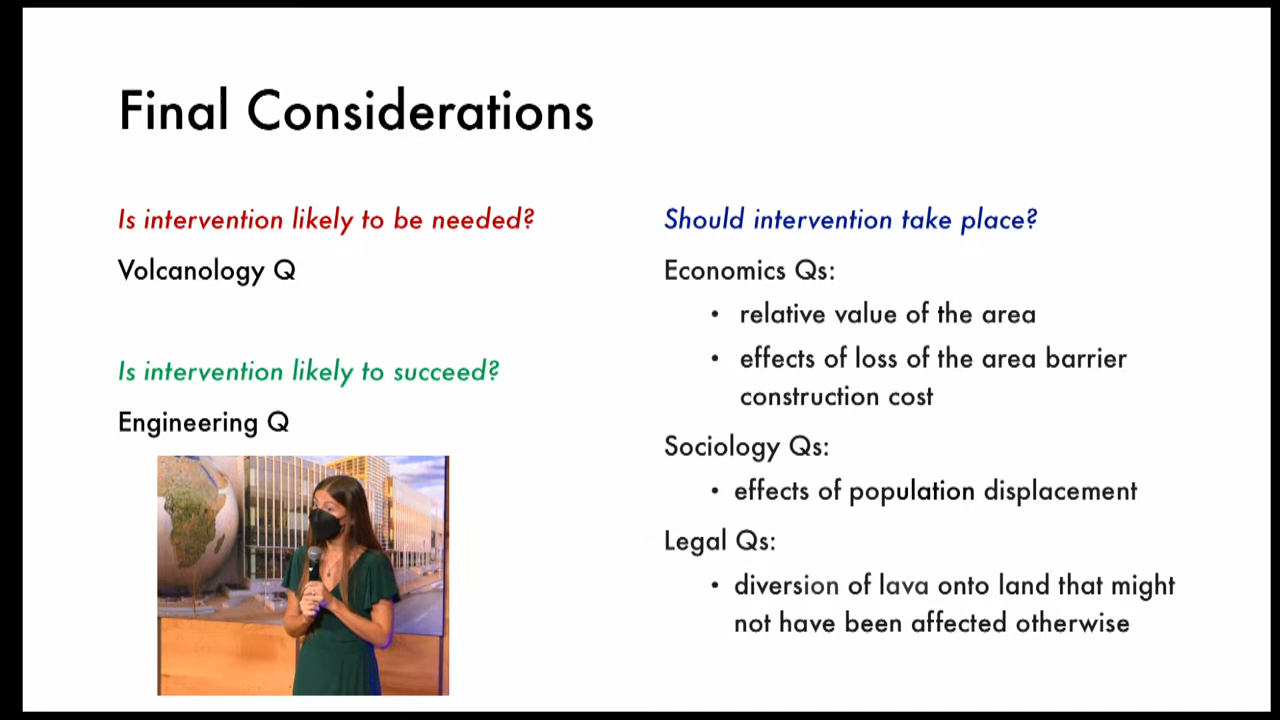 Final Considerations
Is intervention likely to be needed?
Volcanology Q
Is intervention likely to succeed?
Engineering Q
Should intervention take place?
Economics Qs:
• relative value of the area
• effects of loss of the area barrier
construction cost
Sociology Qs:
• effects of population displacement
Legal Qs:
• diversion of lava onto land that might
not have been affected otherwise